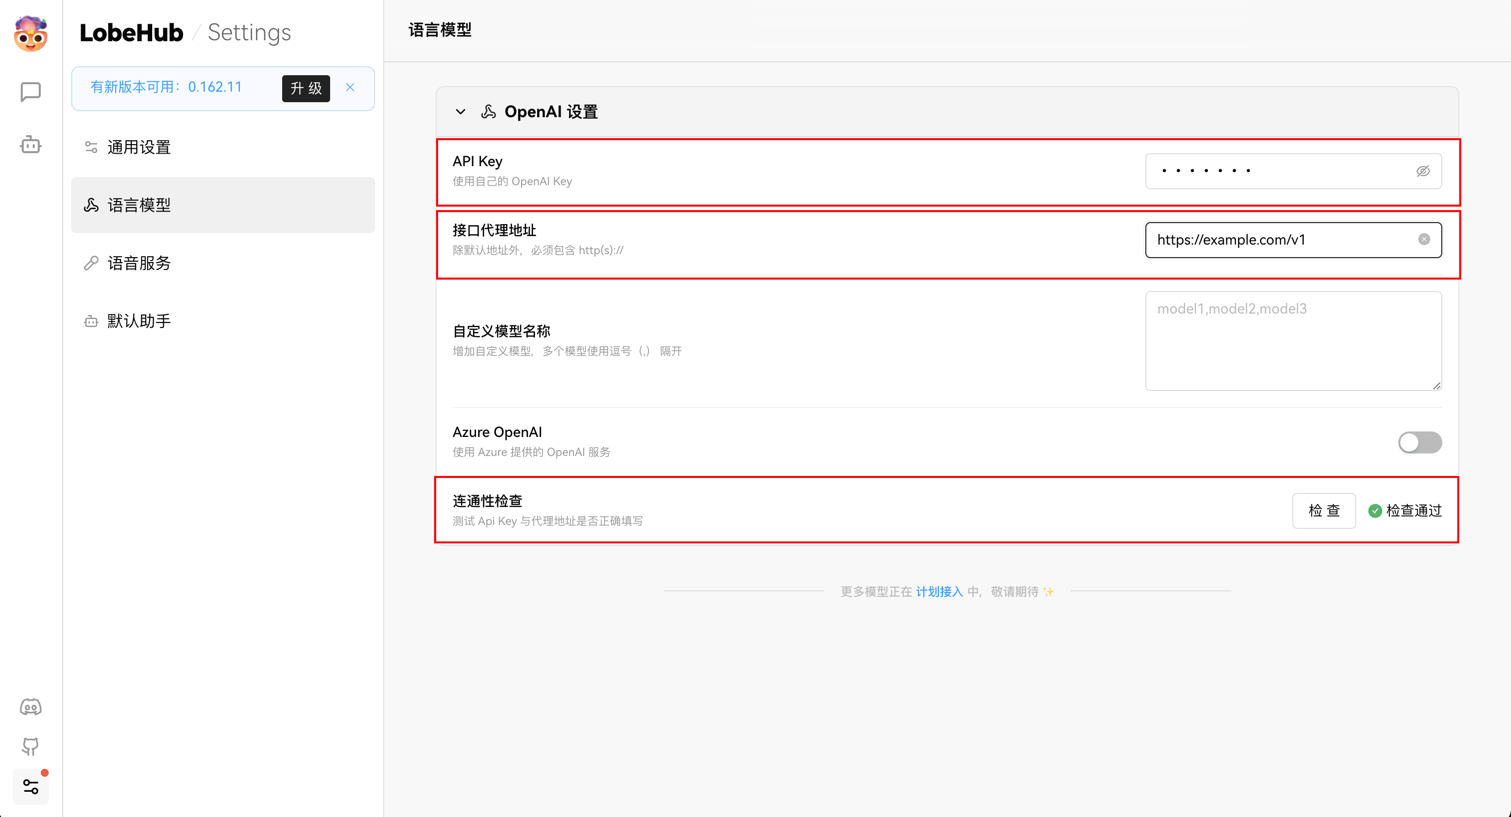 LobeHub / Settings
有新版本可用：0.162.11
升 级
通用设置
语言模型
语音服务
默认助手
语言模型
OpenAI 设置
API Key
使用自己的 OpenAI Key
•••••••
接口代理地址
除默认地址外，必须包含 http(s)://
https://example.com/v1
自定义模型名称
增加自定义模型，多个模型使用逗号（,） 隔开
model1,model2,model3
Azure OpenAI
使用 Azure 提供的 OpenAI 服务
连通性检查
测试 Api Key 与代理地址是否正确填写
检 查
检查通过
更多模型正在 计划接入 中，敬请期待 ✨